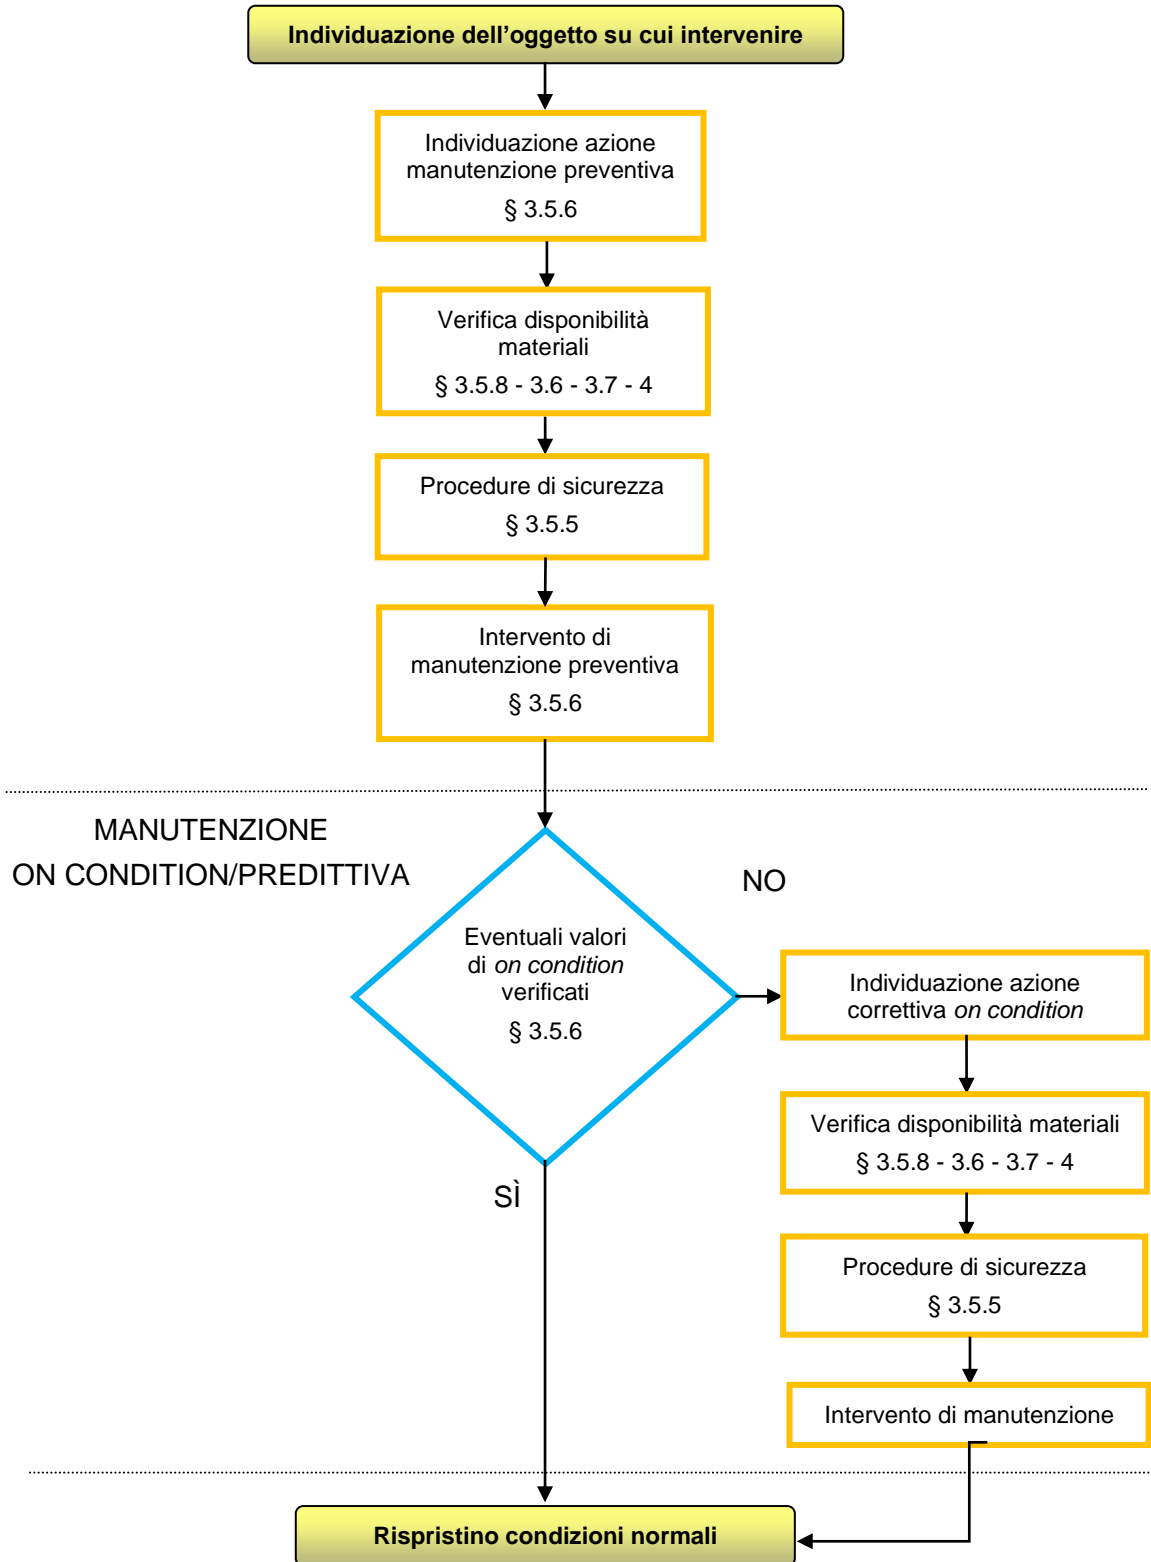 Individuazione dell'oggetto su cui intervenire
Individuazione azione
manutenzione preventiva
§ 3.5.6
Verifica disponibilità
materiali
§ 3.5.8 - 3.6 - 3.7 - 4
Procedure di sicurezza
§ 3.5.5
Intervento di
manutenzione preventiva
§ 3.5.6
MANUTENZIONE
ON CONDITION/PREDITTIVA
NO
Eventuali valori
di on condition
verificati
§ 3.5.6
Individuazione azione
correttiva on condition
Verifica disponibilità materiali
§ 3.5.8 - 3.6 - 3.7 - 4
SÌ
Procedure di sicurezza
§ 3.5.5
Intervento di manutenzione
Rispristino condizioni normali